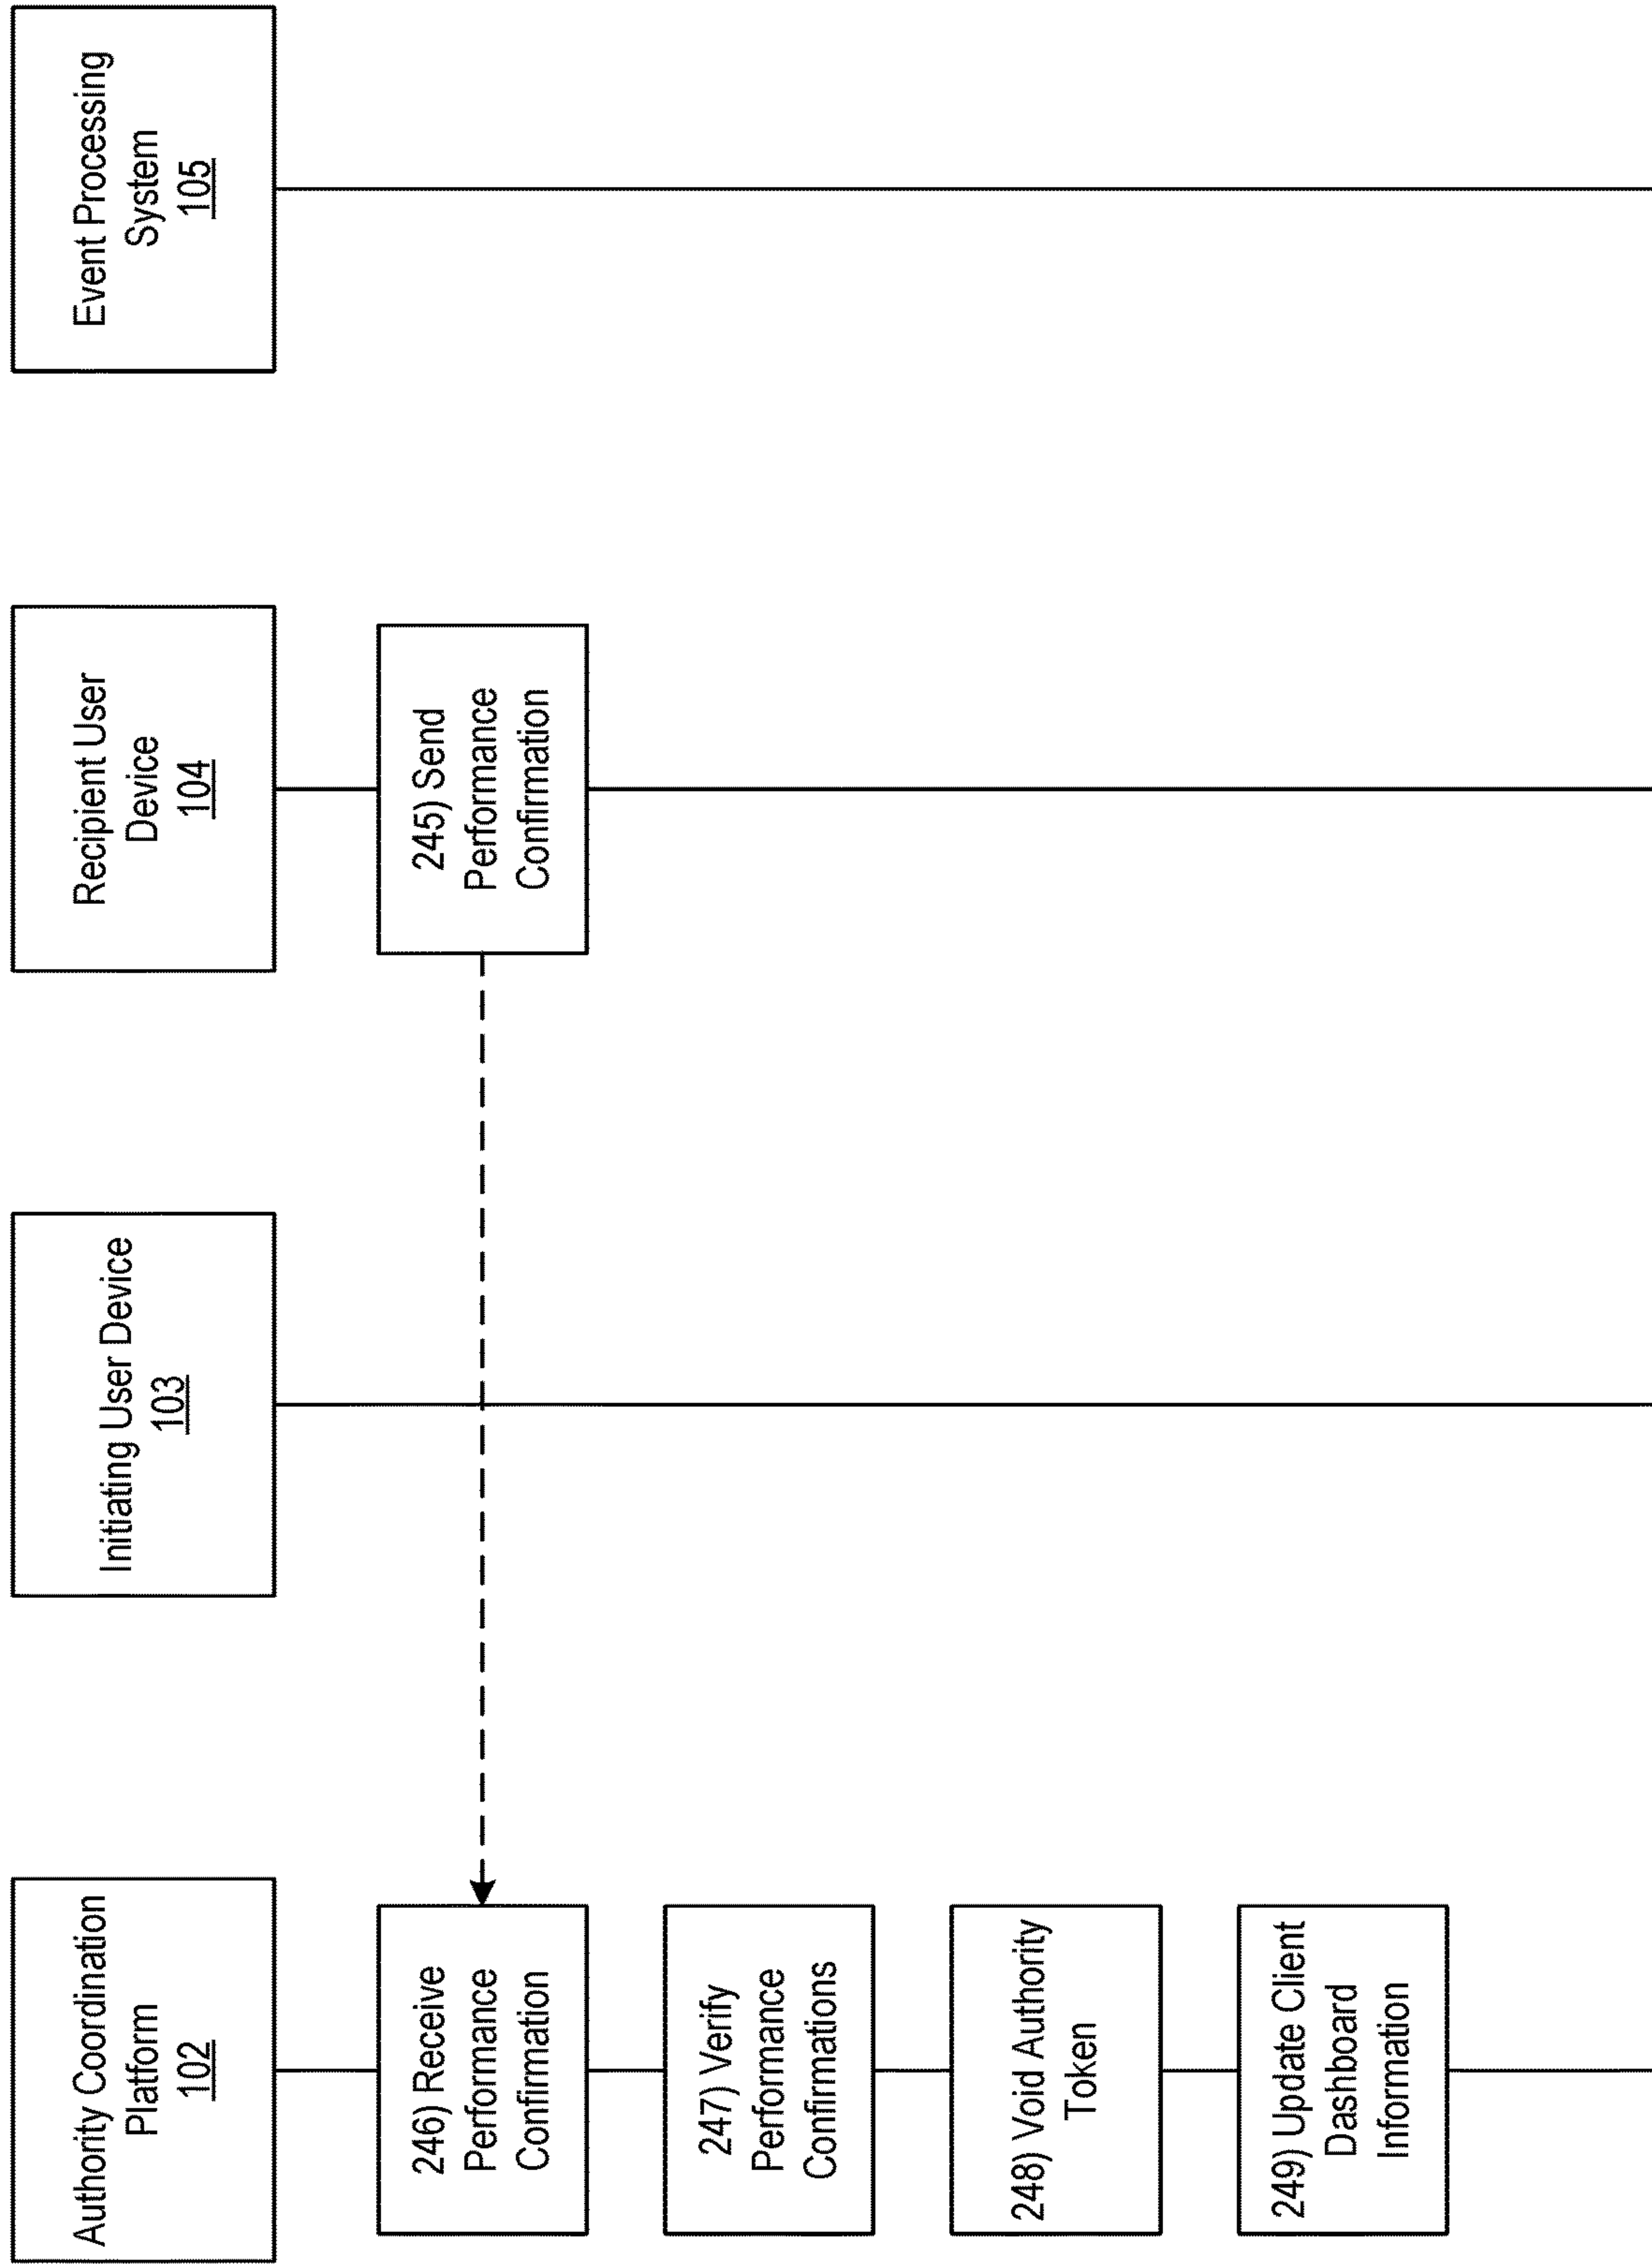 Authority Coordination
Platform
102
Initiating User Device
103
Recipient User
Device
104
Event Processing
System
105
245) Send
Performance
Confirmation
246) Receive
Performance
Confirmation
247) Verify
Performance
Confirmations
248) Void Authority
Token
249) Update Client
Dashboard
Information